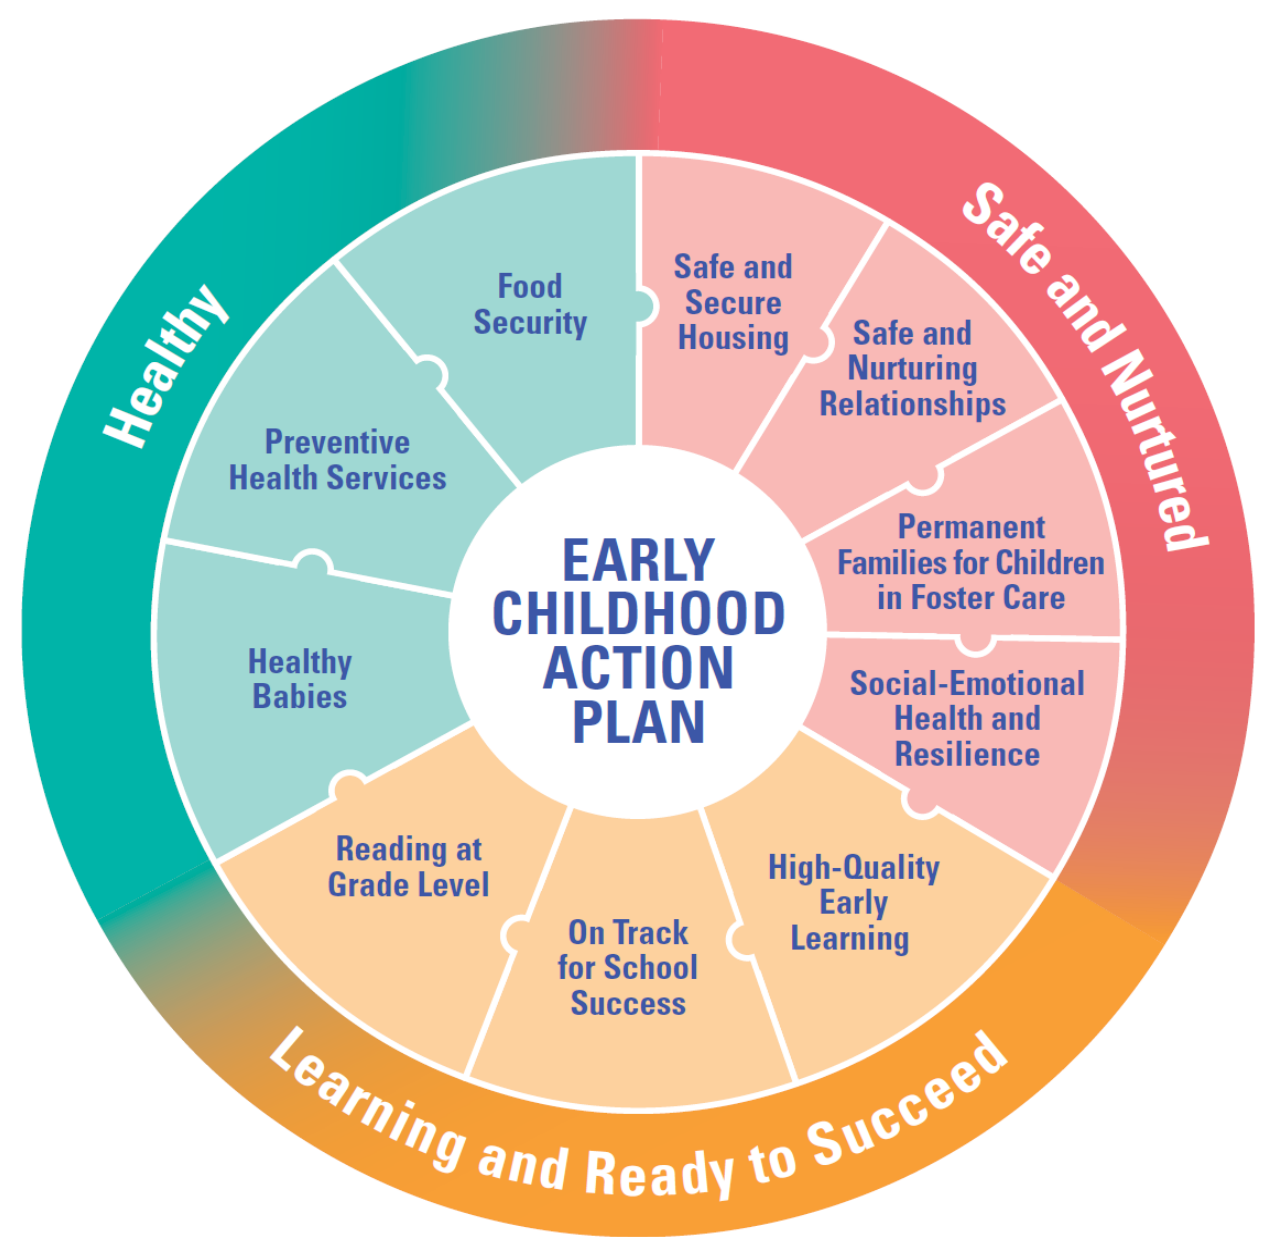 EARLY
CHILDHOOD
ACTION
PLAN
Healthy
Food
Security
Preventive
Health Services
Healthy
Babies
Safe and Nurtured
Safe and
Secure
Housing
Safe and
Nurturing
Relationships
Permanent
Families for Children
in Foster Care
Social-Emotional
Health and
Resilience
Learning and Ready to Succeed
High-Quality
Early
Learning
On Track
for School
Success
Reading at
Grade Level